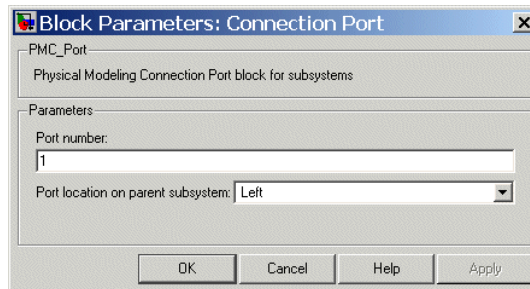 Block Parameters: Connection Port
PMC_Port
Physical Modeling Connection Port block for subsystems
Parameters
Port number:
1
Port location on parent subsystem: Left
OK Cancel Help Apply